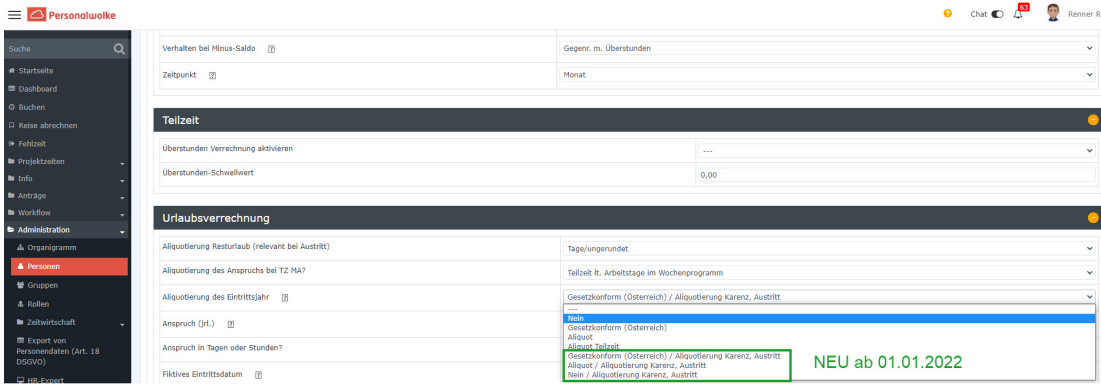 Personalwolke
Chat
63
Renner R
Suche
Startseite
Dashboard
Buchen
Reise abrechnen
Fehlzeit
Projektzeiten
Info
Anträge
Workflow
Administration
Organigramm
Personen
Gruppen
Rollen
Zeitwirtschaft
Export von
Personendaten (Art. 18
DSGVO)
HR-Expert
Verhalten bei Minus-Saldo
Gegenr. m. Überstunden
Zeitpunkt
Monat
Teilzeit
Überstunden Verrechnung aktivieren
---
Überstunden-Schwellwert
0,00
Urlaubsverrechnung
Aliquotierung Resturlaub (relevant bei Austritt)
Tage/ungerundet
Aliquotierung des Anspruchs bei TZ MA?
Teilzeit lt. Arbeitstage im Wochenprogramm
Aliquotierung des Eintrittsjahr
Gesetzkonform (Österreich) / Aliquotierung Karenz, Austritt
---
Nein
Gesetzkonform (Österreich)
Aliquot
Aliquot Teilzeit
Gesetzkonform (Österreich) / Aliquotierung Karenz, Austritt
Aliquot / Aliquotierung Karenz, Austritt
Nein / Aliquotierung Karenz, Austritt
NEU ab 01.01.2022
Anspruch (jrl.)
Anspruch in Tagen oder Stunden?
Fiktives Eintrittsdatum